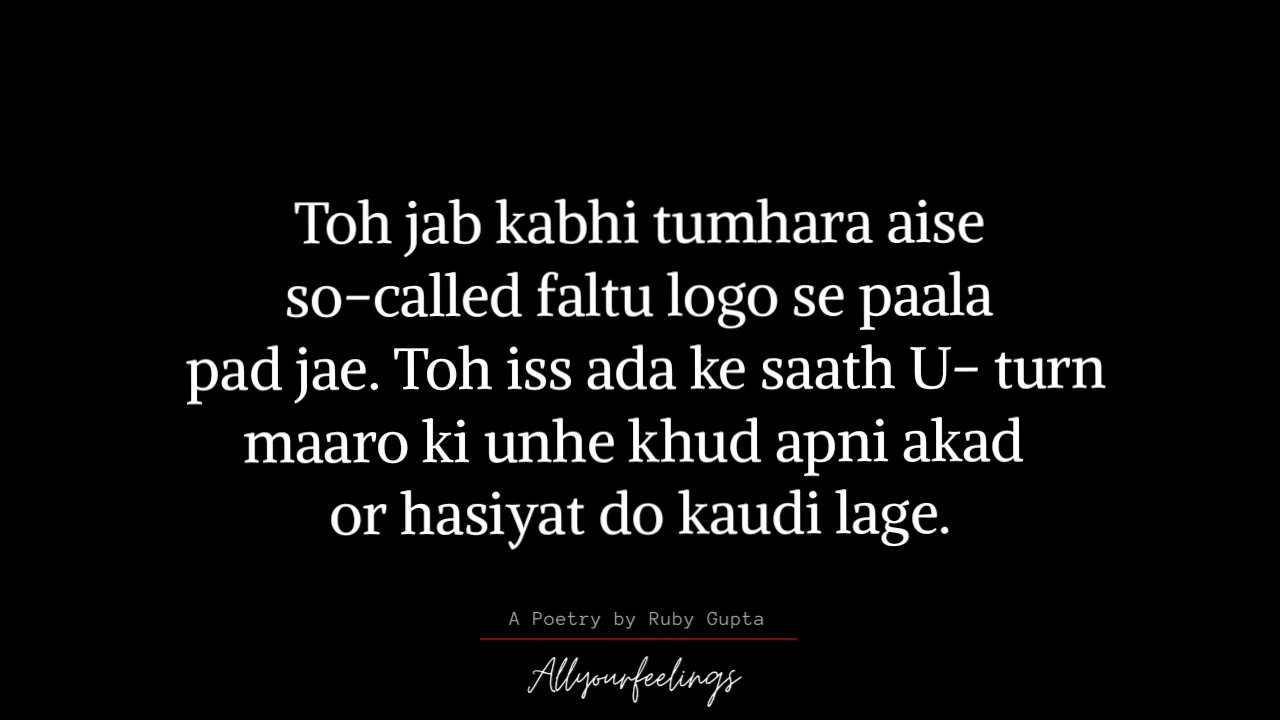 Toh jab kabhi tumhara aise
so-called faltu logo se paala
pad jae. Toh iss ada ke saath U- turn
maaro ki unhe khud apni akad
or hasiyat do kaudi lage.
A Poetry by Ruby Gupta
Allyourfeelings